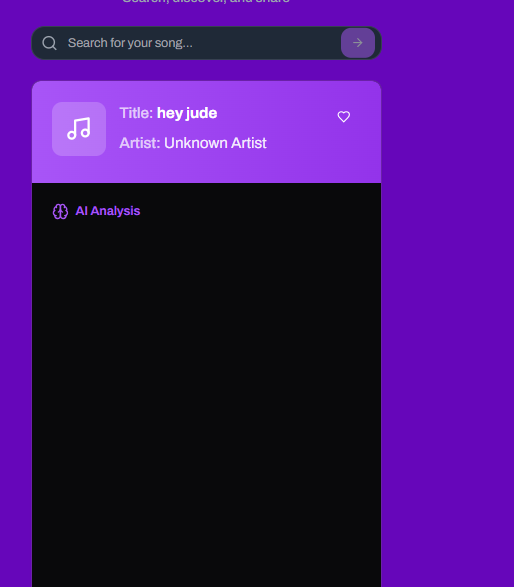 Search, discover, and share
Search for your song...
Title: hey jude
Artist: Unknown Artist
AI Analysis